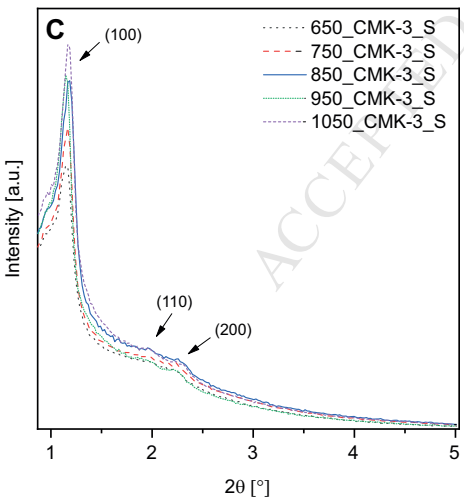 C
(100)
650_CMK-3_S
750_CMK-3_S
850_CMK-3_S
950_CMK-3_S
1050_CMK-3_S
ACCEPTED
Intensity [a.u.]
(110)
(200)
1 2 3 4 5
2θ [°]